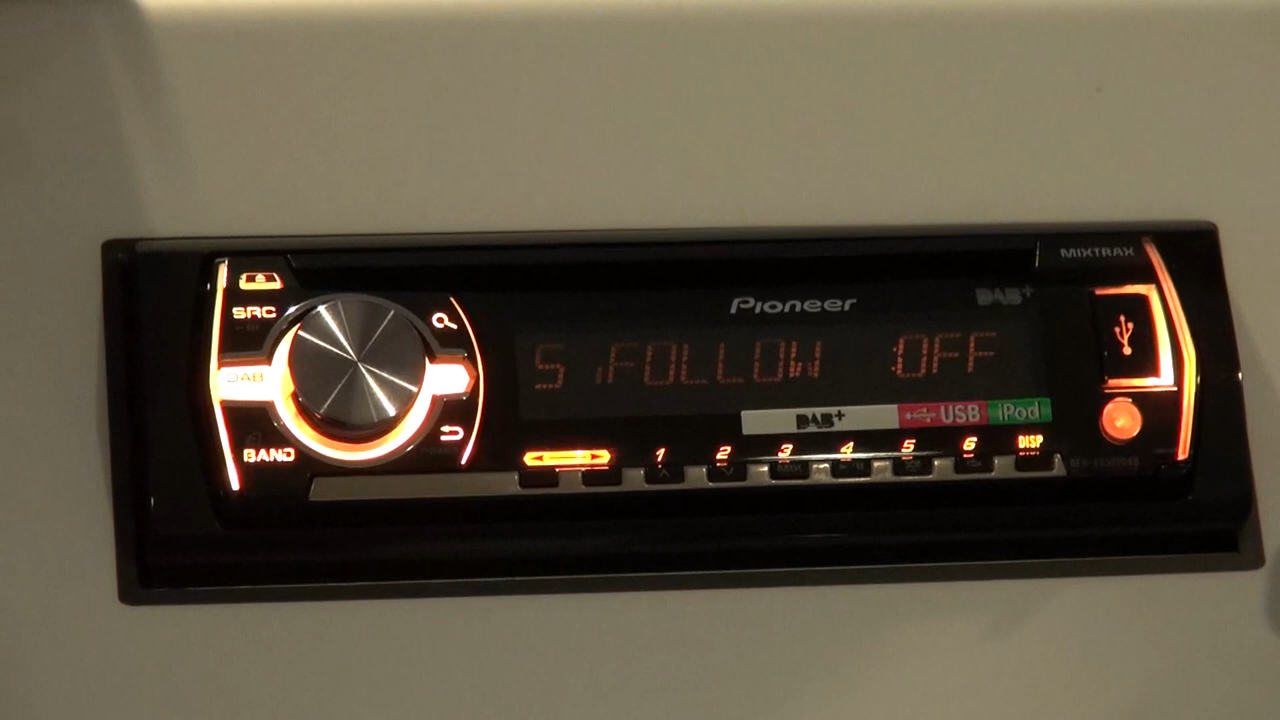 MIXTRAX
Pioneer
DAB+
SRC
DAB
S.FOLLOW :OFF
DAB+ USB iPod
BAND
1 2 3 4 5 6 DISP